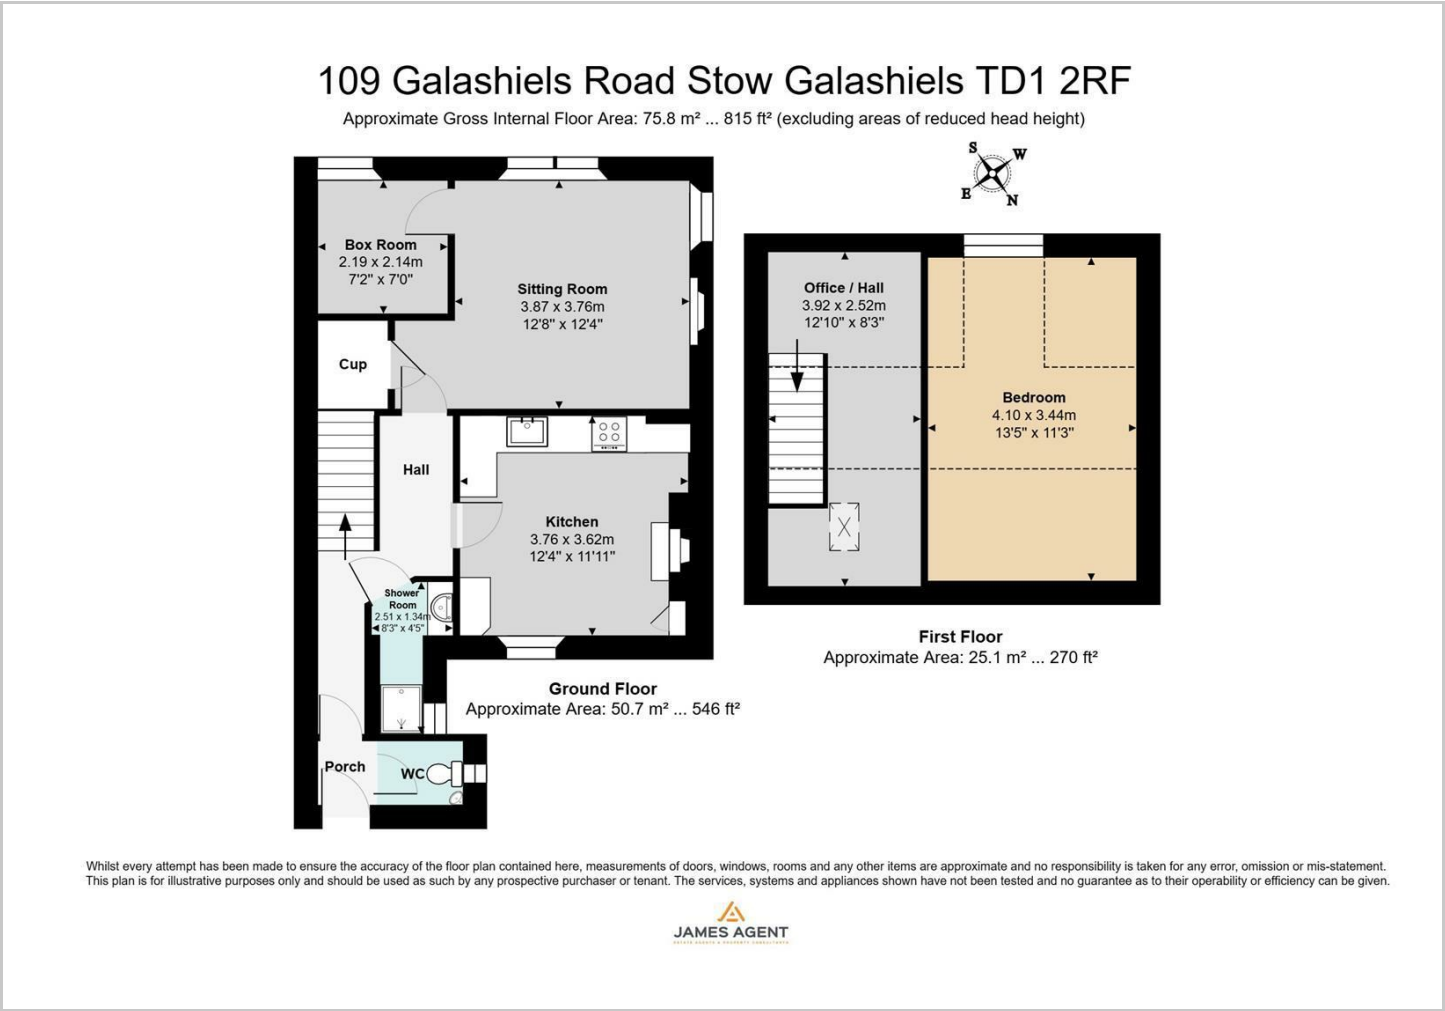 109 Galashiels Road Stow Galashiels TD1 2RF
Approximate Gross Internal Floor Area: 75.8 m² ... 815 ft² (excluding areas of reduced head height)
S
W
E
N
Box Room
2.19 x 2.14m
7'2" x 7'0"
Sitting Room
3.87 x 3.76m
12'8" x 12'4"
Cup
Hall
Kitchen
3.76 x 3.62m
12'4" x 11'11"
Shower
Room
2.51 x 1.34m
8'3" x 4'5"
Porch
WC
Ground Floor
Approximate Area: 50.7 m² ... 546 ft²
Office / Hall
3.92 x 2.52m
12'10" x 8'3"
Bedroom
4.10 x 3.44m
13'5" x 11'3"
First Floor
Approximate Area: 25.1 m² ... 270 ft²
Whilst every attempt has been made to ensure the accuracy of the floor plan contained here, measurements of doors, windows, rooms and any other items are approximate and no responsibility is taken for any error, omission or mis-statement.
This plan is for illustrative purposes only and should be used as such by any prospective purchaser or tenant. The services, systems and appliances shown have not been tested and no guarantee as to their operability or efficiency can be given.
JAMES AGENT
ESTATE AGENTS & PROPERTY CONSULTANTS